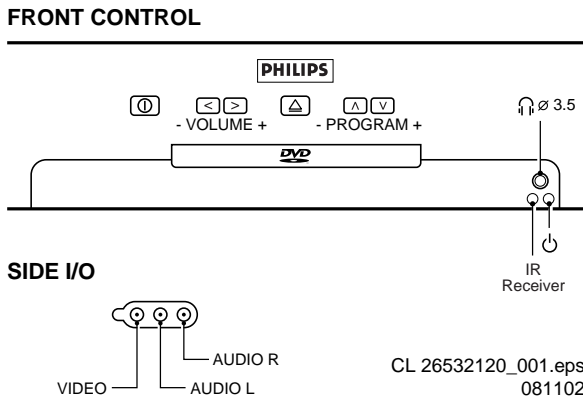 FRONT CONTROL
PHILIPS
- VOLUME +
- PROGRAM +
ø 3.5
DVD
IR
Receiver
SIDE I/O
AUDIO R
VIDEO
AUDIO L
CL 26532120_001.eps
081102